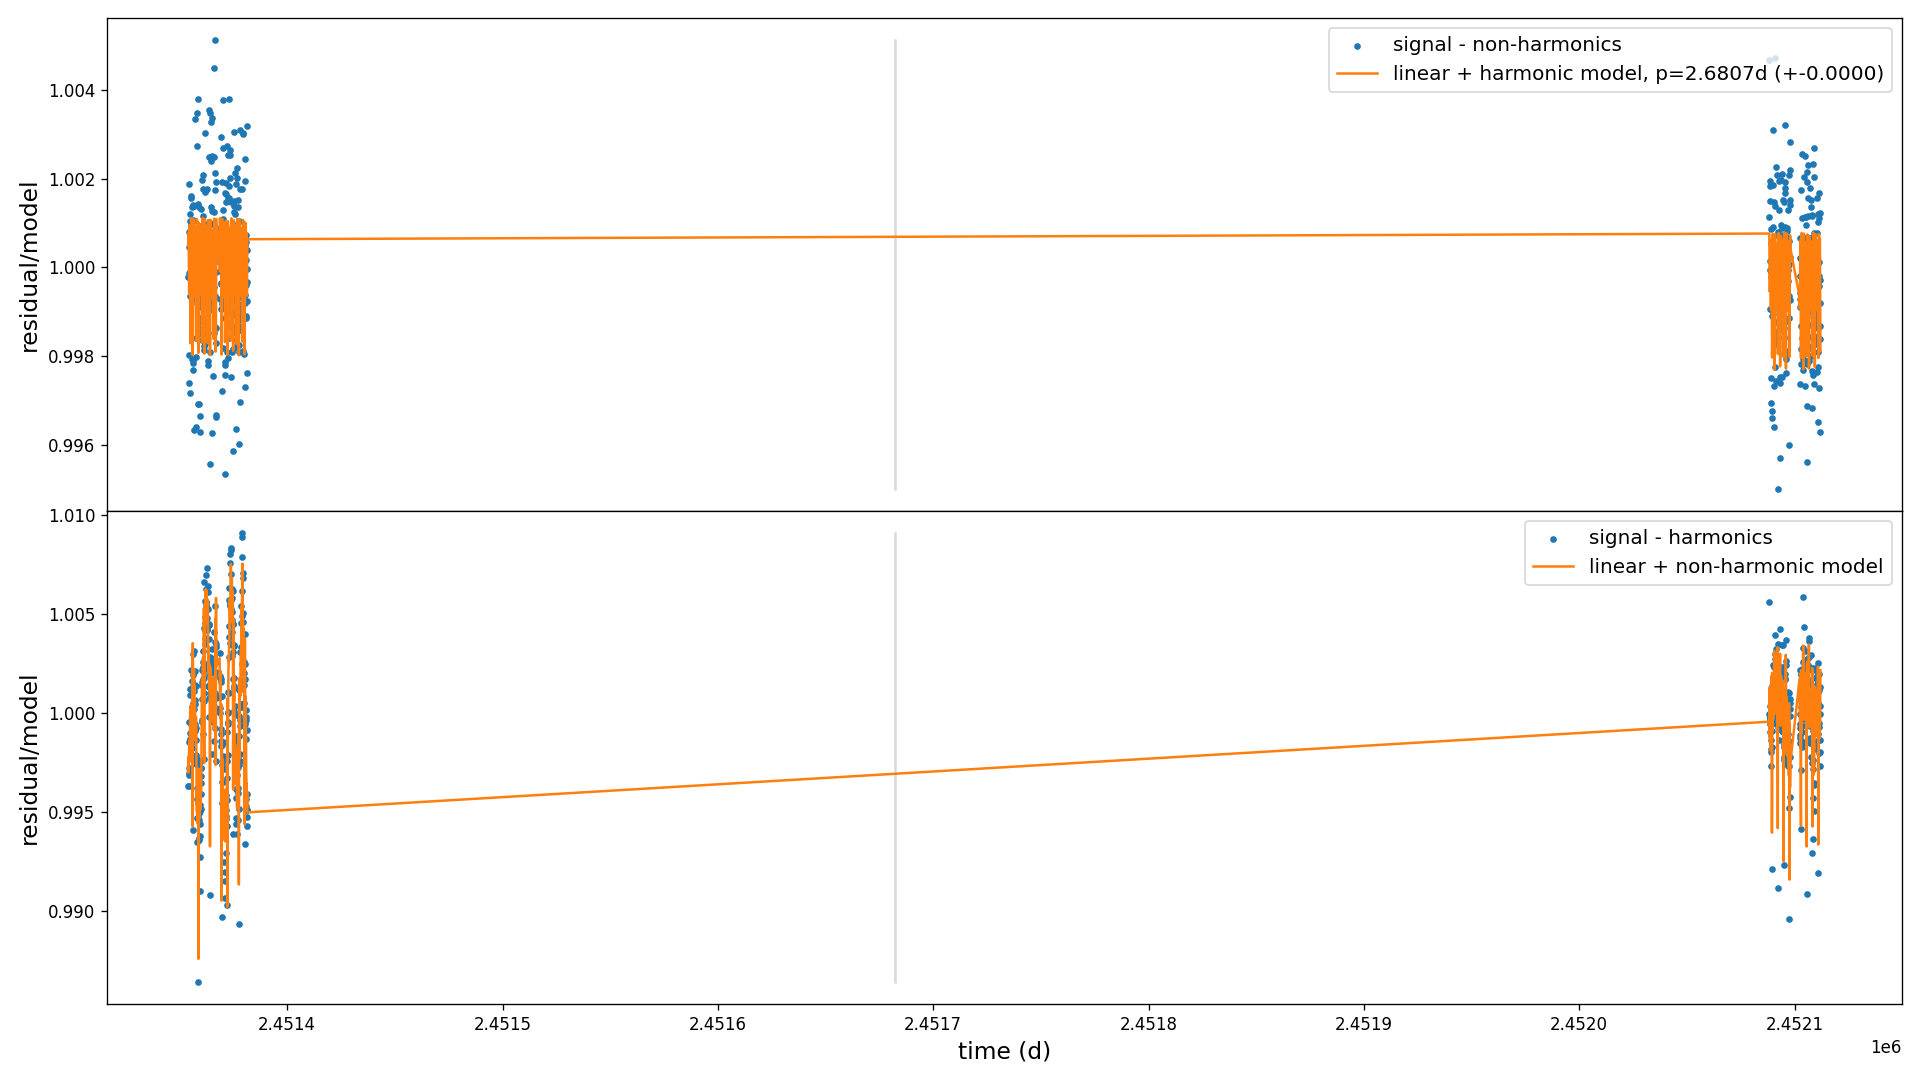 signal - non-harmonics
linear + harmonic model, p=2.6807d (+-0.0000)
1.004
1.002
1.000
0.998
0.996
residual/model
signal - harmonics
linear + non-harmonic model
1.010
1.005
1.000
0.995
0.990
residual/model
2.4514 2.4515 2.4516 2.4517 2.4518 2.4519 2.4520 2.4521
1e6
time (d)